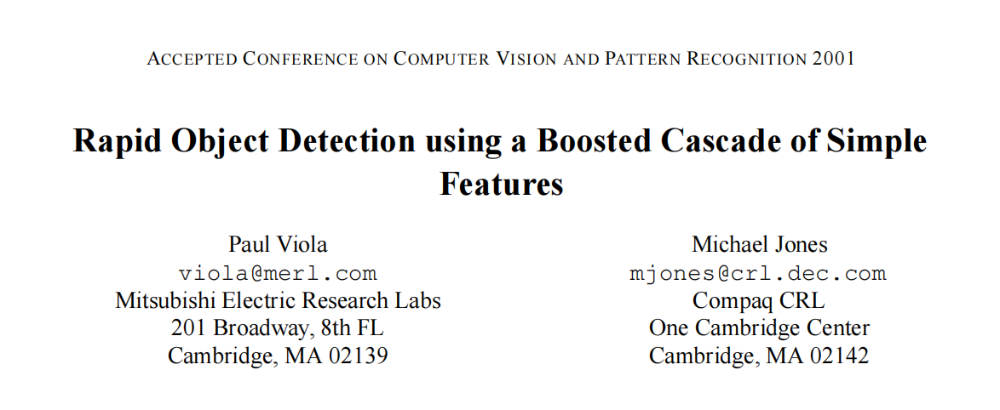 ACCEPTED CONFERENCE ON COMPUTER VISION AND PATTERN RECOGNITION 2001
Rapid Object Detection using a Boosted Cascade of Simple
Features
Paul Viola
viola@merl.com
Mitsubishi Electric Research Labs
201 Broadway, 8th FL
Cambridge, MA 02139
Michael Jones
mjones@crl.dec.com
Compaq CRL
One Cambridge Center
Cambridge, MA 02142